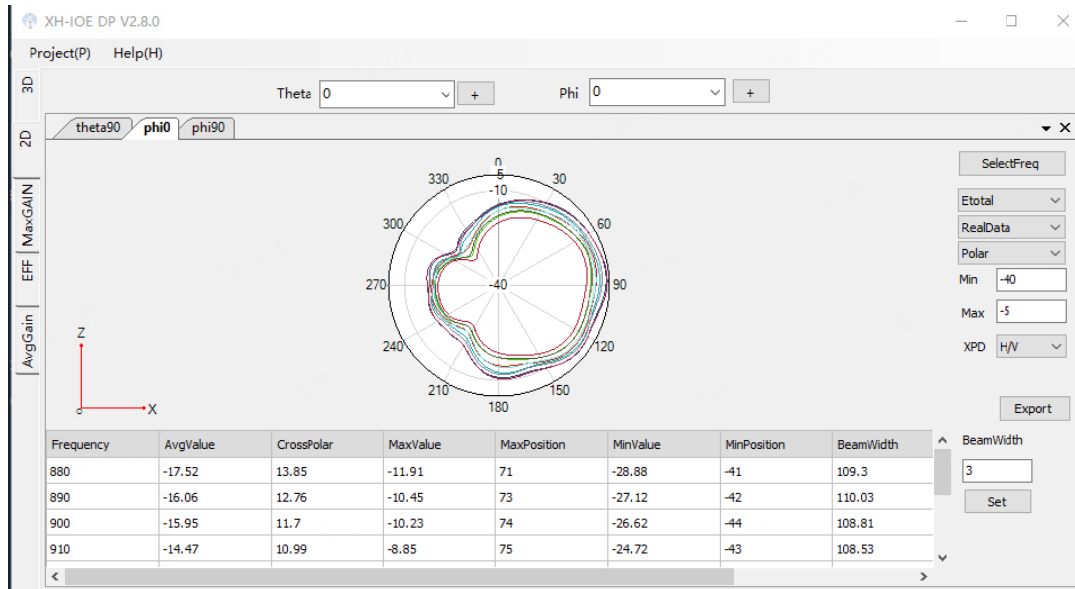 XH-IOE DP V2.8.0
Project(P) Help(H)
3D
2D
MaxGAIN
EFF
AvgGain
Theta 0 + Phi 0 +
theta90 phi0 phi90
0
5
-10
330 30
300 60
270 -40 90
240 120
210 150
180
Z
o X
SelectFreq
Etotal
RealData
Polar
Min -40
Max -5
XPD H/V
Export
BeamWidth
3
Set
Frequency AvgValue CrossPolar MaxValue MaxPosition MinValue MinPosition BeamWidth
880 -17.52 13.85 -11.91 71 -28.88 -41 109.3
890 -16.06 12.76 -10.45 73 -27.12 -42 110.03
900 -15.95 11.7 -10.23 74 -26.62 -44 108.81
910 -14.47 10.99 -8.85 75 -24.72 -43 108.53